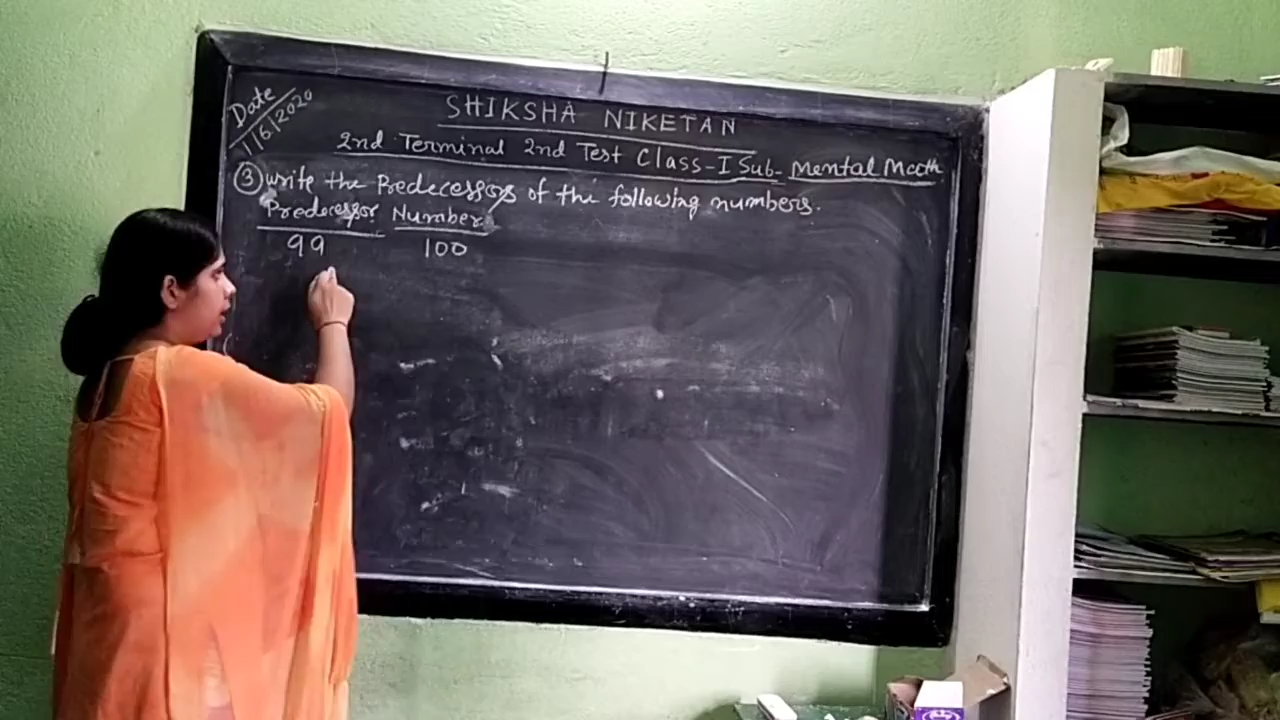 Date
1/6/2020
SHIKSHA NIKETAN
2nd Terminal 2nd Test Class-I Sub- Mental Math
③ write the Predecessors of the following numbers.
Predecessor Number
99 100